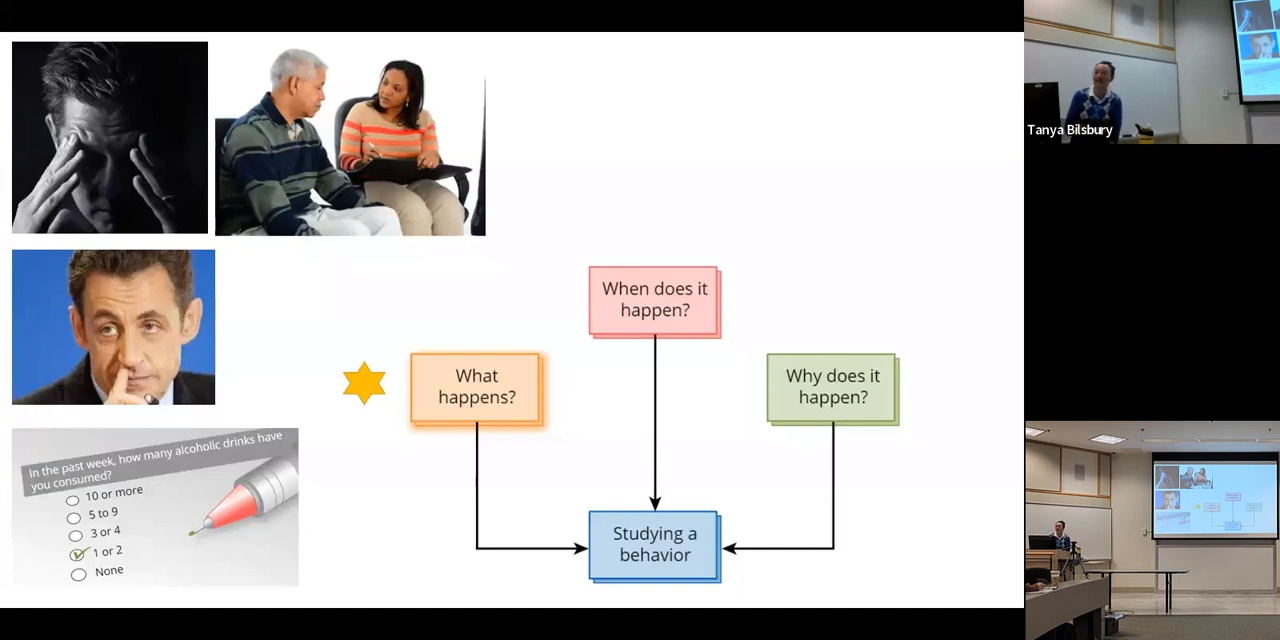 When does it
happen?
What
happens?
Why does it
happen?
Studying a
behavior
In the past week, how many alcoholic drinks have
you consumed?
10 or more
5 to 9
3 or 4
1 or 2
None
Tanya Bilsbury